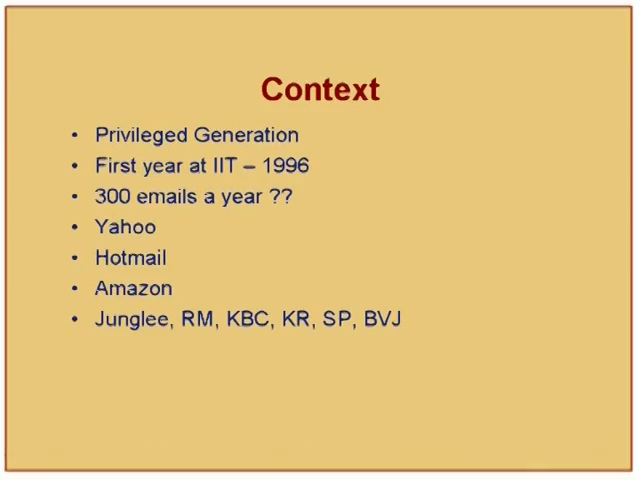 Context
• Privileged Generation
• First year at IIT – 1996
• 300 emails a year ??
• Yahoo
• Hotmail
• Amazon
• Junglee, RM, KBC, KR, SP, BVJ